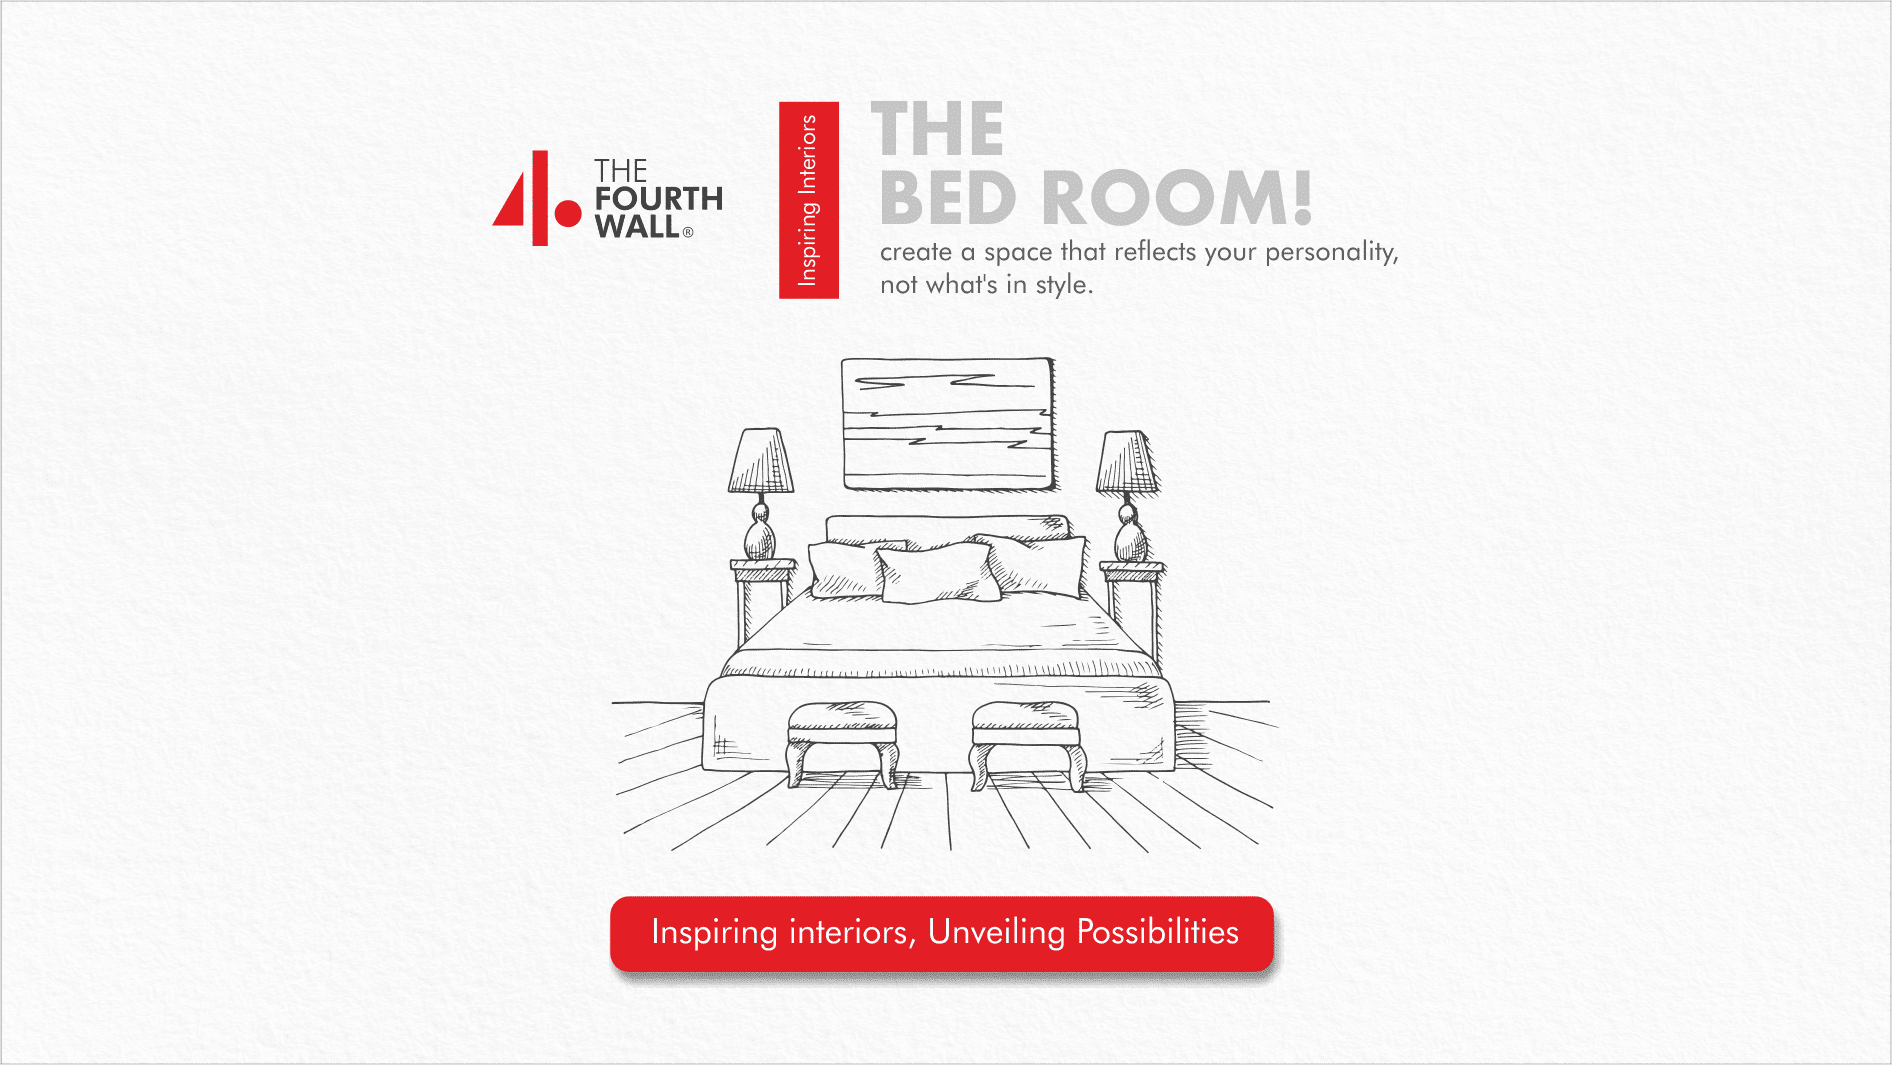 THE
FOURTH
WALL®
Inspiring Interiors
THE
BED ROOM!
create a space that reflects your personality,
not what's in style.
Inspiring interiors, Unveiling Possibilities